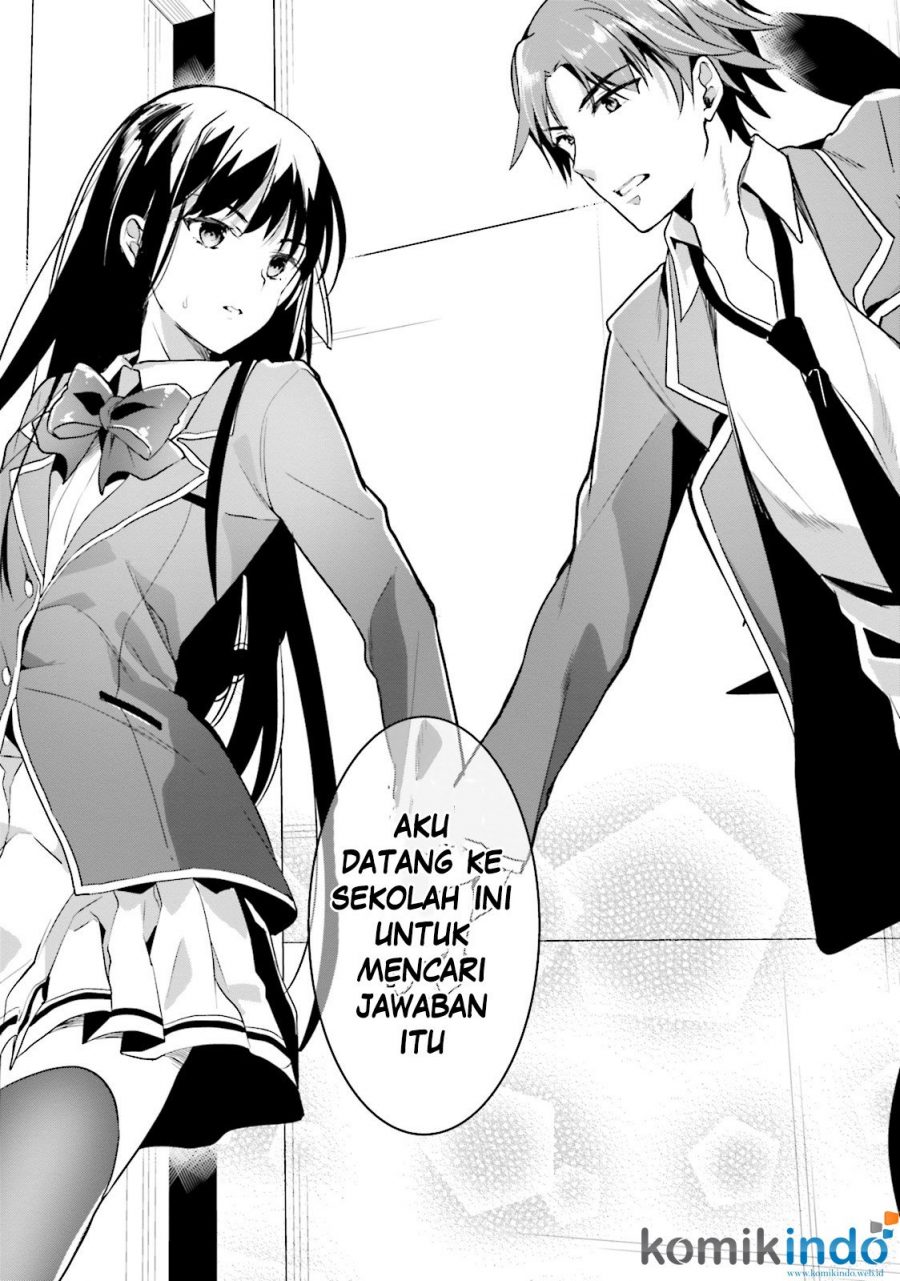 AKU
DATANG KE
SEKOLAH INI
UNTUK
MENCARI
JAWABAN
ITU
komikindo
www.komikindo.web.id